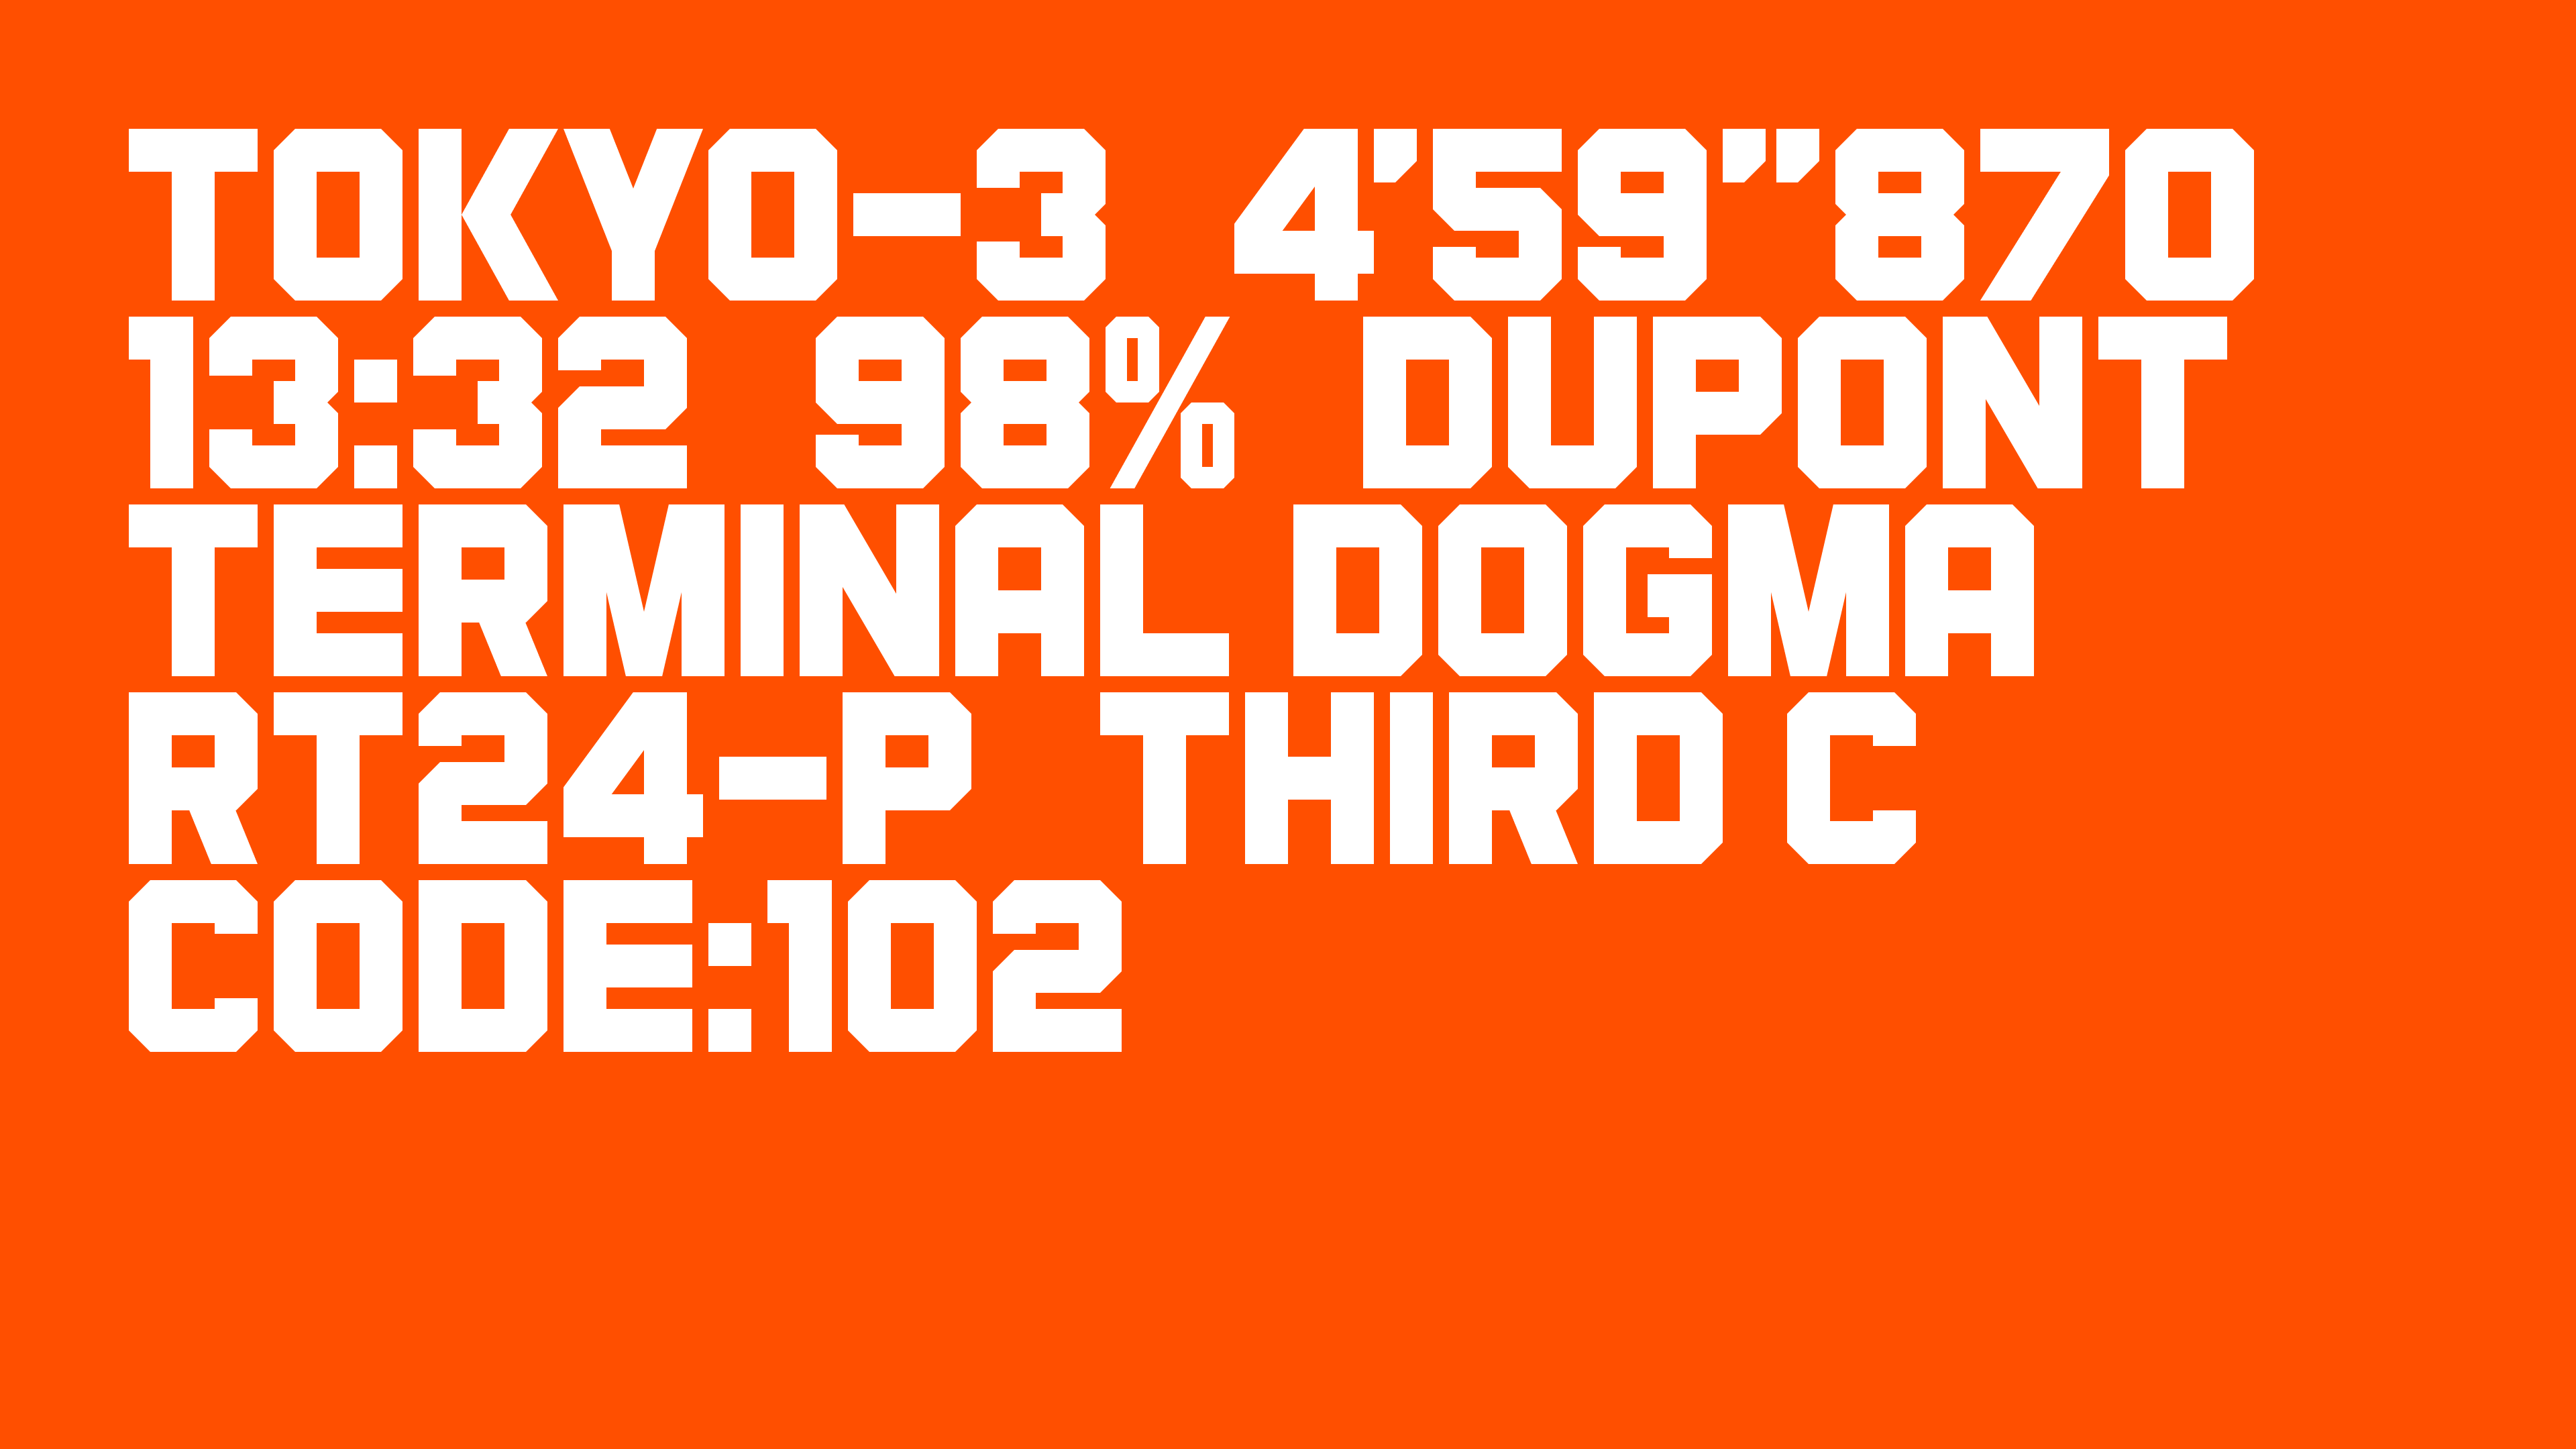 TOKYO-3 4’59”870
13:32 98% DUPONT
TERMINAL DOGMA
RT24-P THIRD C
CODE:102